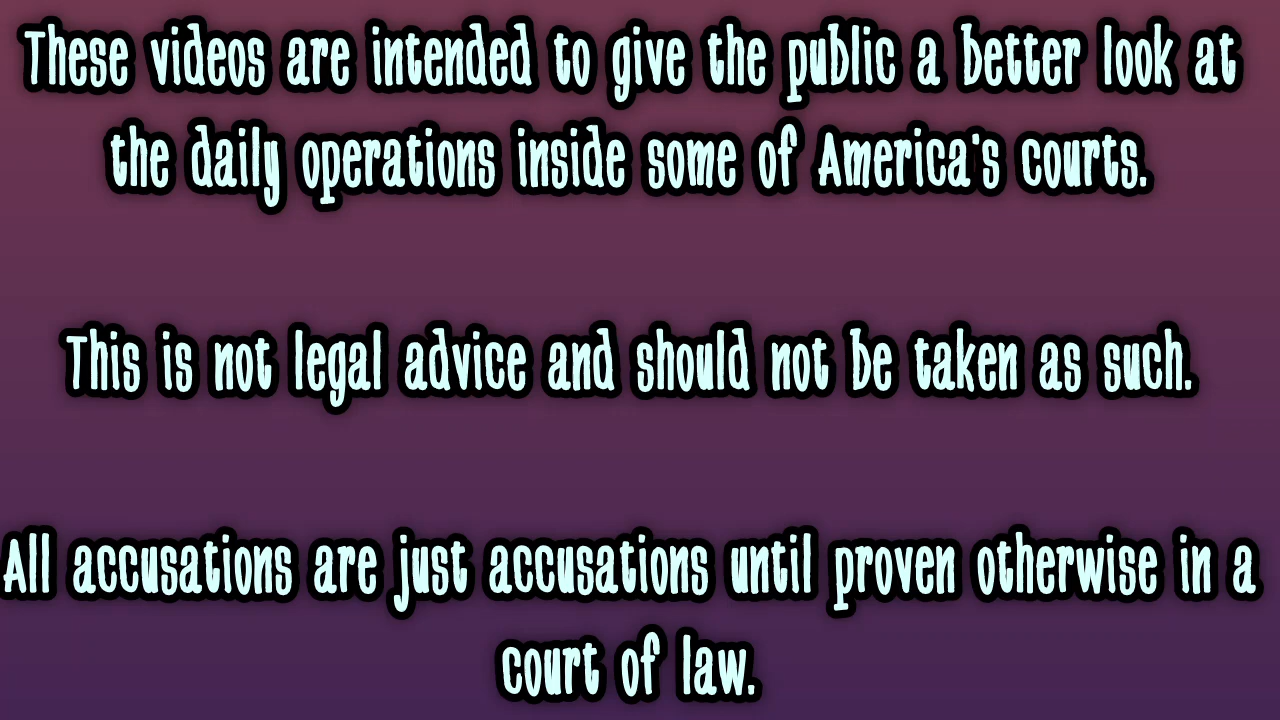 These videos are intended to give the public a better look at
the daily operations inside some of America's courts.
This is not legal advice and should not be taken as such.
All accusations are just accusations until proven otherwise in a
court of law.